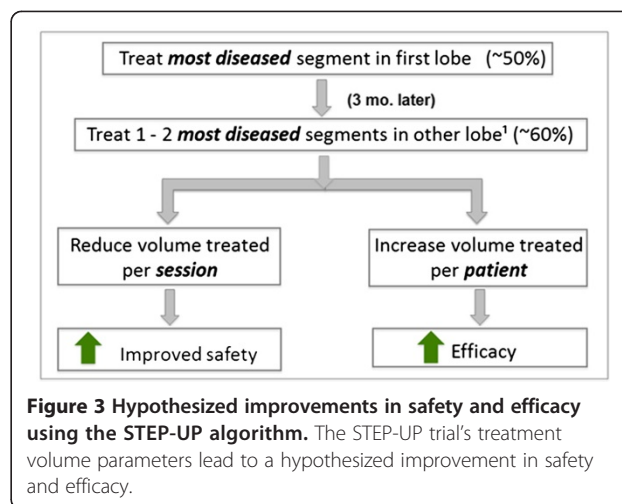 Treat most diseased segment in first lobe (~50%)
(3 mo. later)
Treat 1 - 2 most diseased segments in other lobe¹ (~60%)
Reduce volume treated
per session
Increase volume treated
per patient
Improved safety
Efficacy
Figure 3 Hypothesized improvements in safety and efficacy
using the STEP-UP algorithm. The STEP-UP trial's treatment
volume parameters lead to a hypothesized improvement in safety
and efficacy.